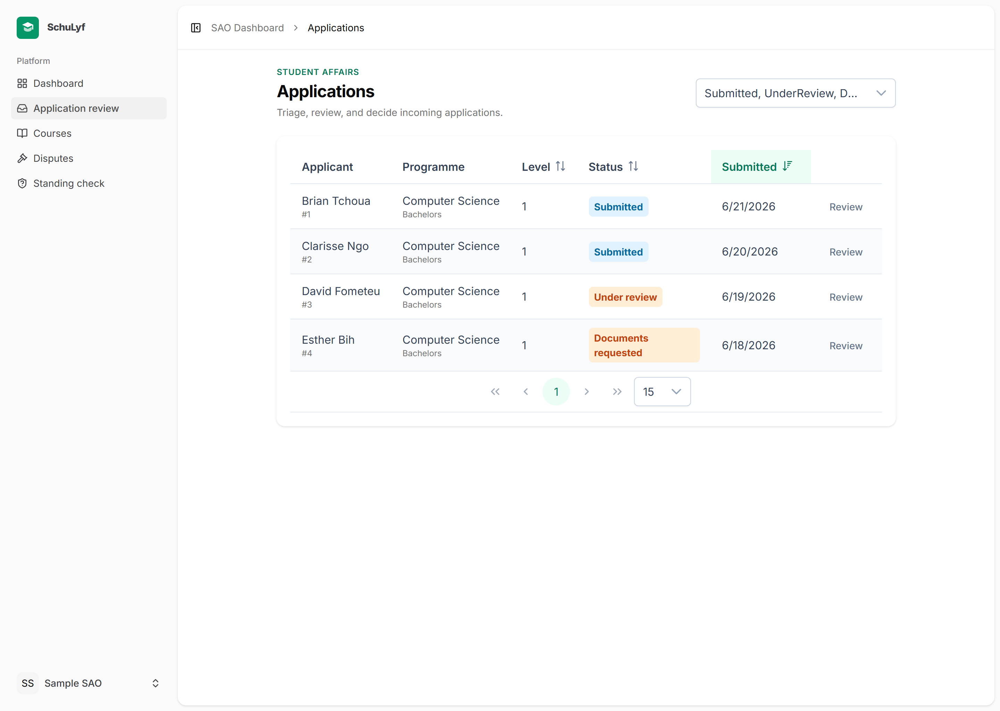 SchuLyf
Platform
Dashboard
Application review
Courses
Disputes
Standing check
SS
Sample SAO
SAO Dashboard
Applications
STUDENT AFFAIRS
Applications
Triage, review, and decide incoming applications.
Submitted, UnderReview, D...
Applicant Programme Level Status Submitted
Brian Tchoua Computer Science 1 Submitted 6/21/2026 Review
#1 Bachelors
Clarisse Ngo Computer Science 1 Submitted 6/20/2026 Review
#2 Bachelors
David Fometeu Computer Science 1 Under review 6/19/2026 Review
#3 Bachelors
Esther Bih Computer Science 1 Documents requested 6/18/2026 Review
#4 Bachelors
1 15